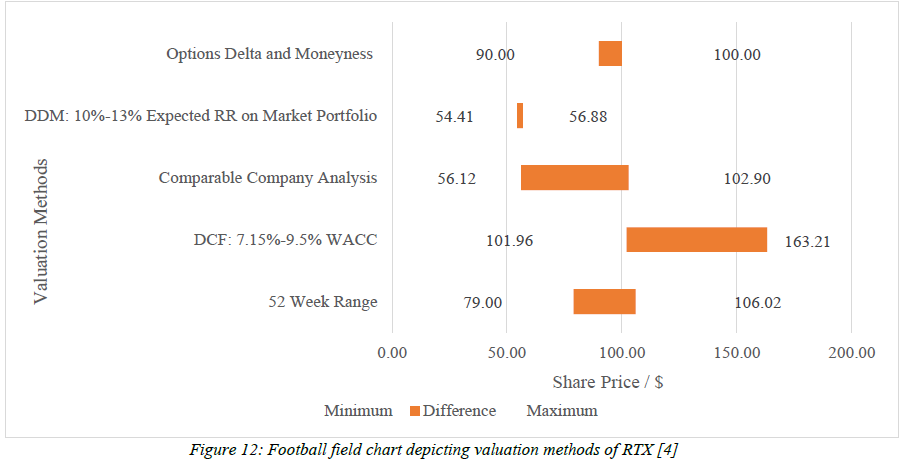 Options Delta and Moneyness 90.00 100.00
DDM: 10%-13% Expected RR on Market Portfolio 54.41 56.88
Comparable Company Analysis 56.12 102.90
DCF: 7.15%-9.5% WACC 101.96 163.21
52 Week Range 79.00 106.02
Valuation Methods
0.00 50.00 100.00 150.00 200.00
Share Price / $
Minimum Difference Maximum
Figure 12: Football field chart depicting valuation methods of RTX [4]